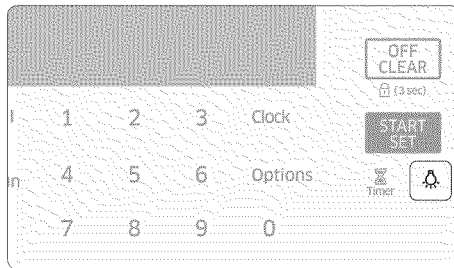 OFF
CLEAR
(3 sec)
1 2 3 Clock
START
SET
4 5 6 Options
Timer
7 8 9 0